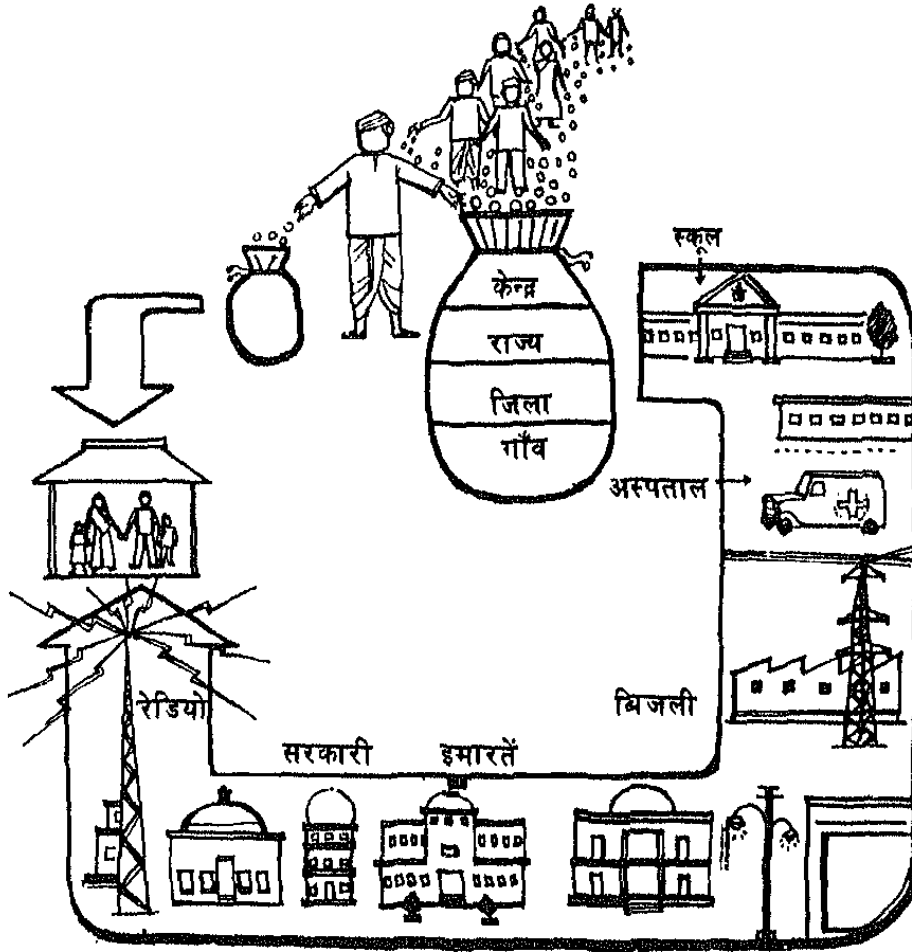 स्कूल
केन्द्र
राज्य
जिला
गाँव
अस्पताल
रेडियो
बिजली
सरकारी इमारतें